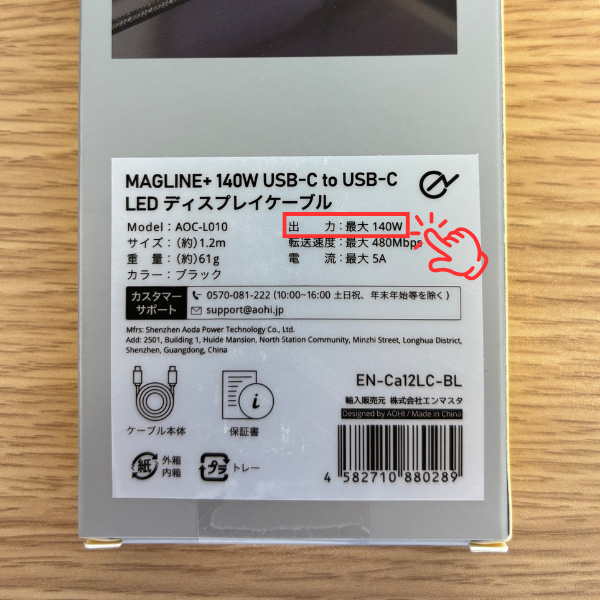 MAGLINE+ 140W USB-C to USB-C
LED ディスプレイケーブル
Model : AOC-L010
サイズ : (約)1.2m
重 量 : (約)61g
カラー : ブラック
出 力 : 最大 140W
転送速度 : 最大 480Mbps
電 流 : 最大 5A
カスタマー
サポート
0570-081-222 (10:00~16:00 土日祝、年末年始等を除く)
support@aohi.jp
Mfrs: Shenzhen Aoda Power Technology Co., Ltd.
Add: 2501, Building 1, Huide Mansion, North Station Community, Minzhi Street, Longhua District,
Shenzhen, Guangdong, China
ケーブル本体
保証書
紙
外箱
内箱
プラ
トレー
EN-Ca12LC-BL
輸入販売元 株式会社エンマスタ
Designed by AOHI / Made in China
4 582710 880289